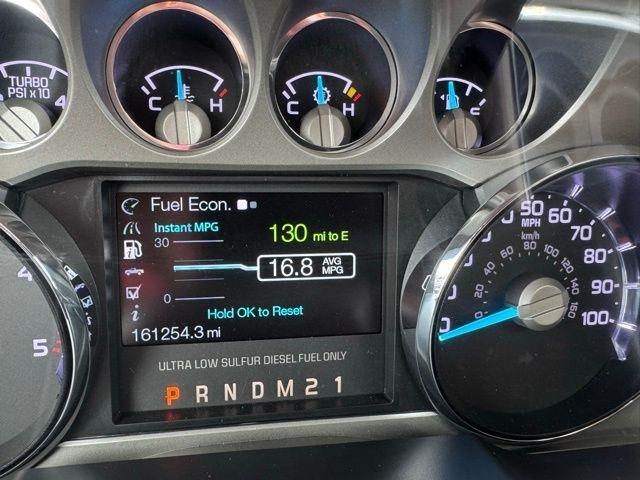 TURBO
PSI x 10
4
C H
C H
E F
Fuel Econ.
Instant MPG
30
130 mi to E
16.8 AVG MPG
0
Hold OK to Reset
161254.3 mi
ULTRA LOW SULFUR DIESEL FUEL ONLY
P R N D M 2 1
4
5
50 60 70 80 90 100
MPH
km/h
60 80 100 120 140 160